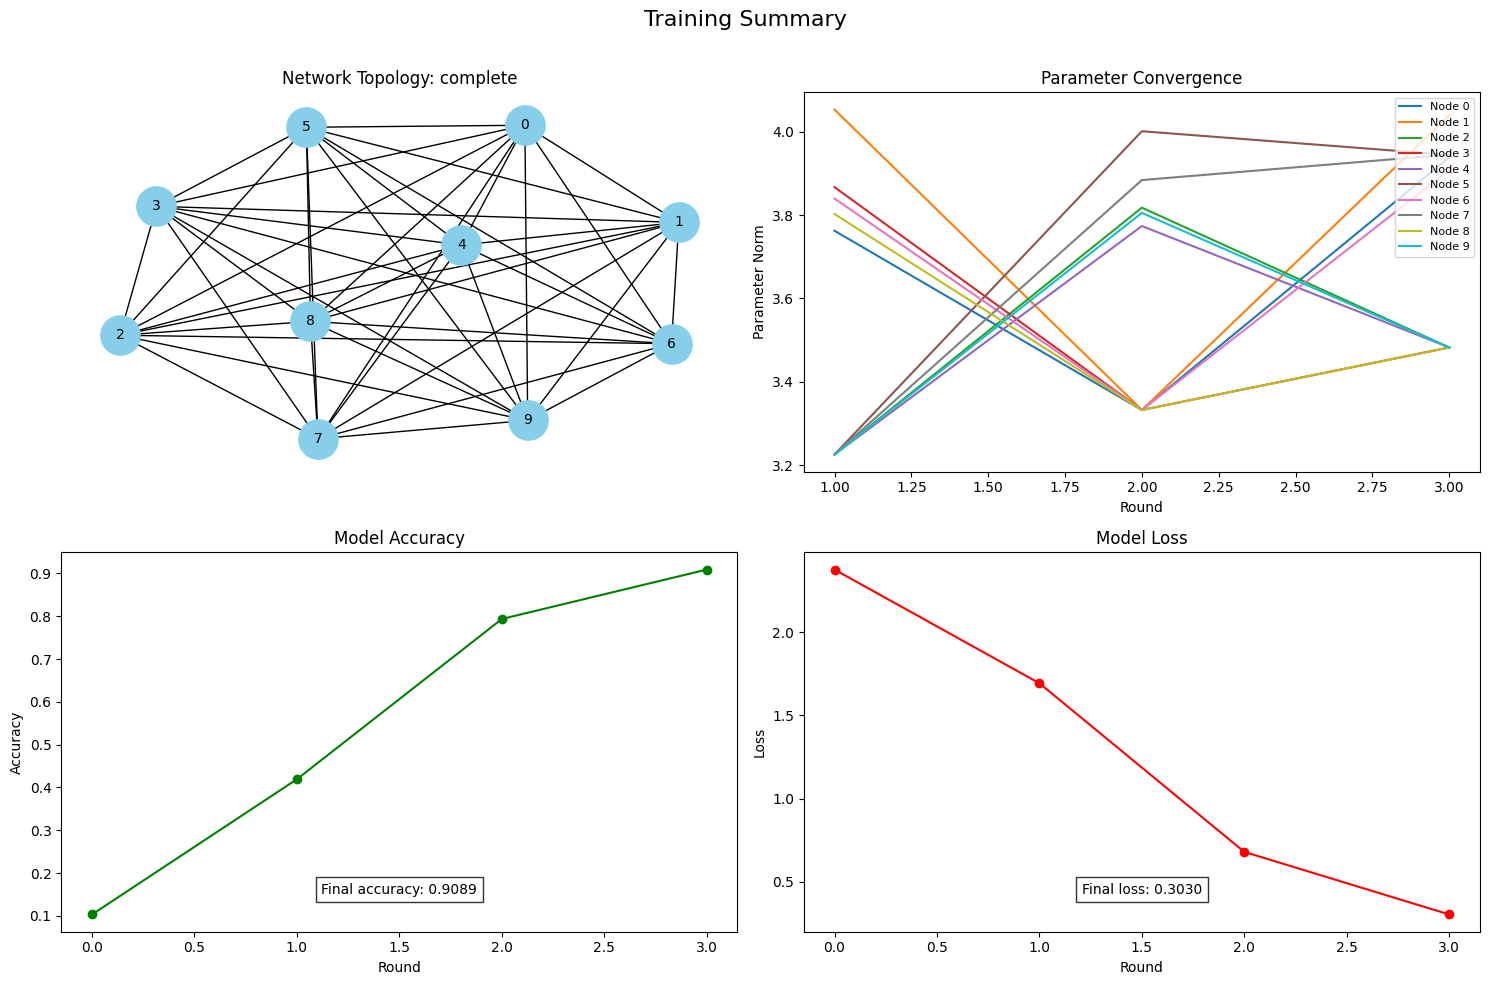 Training Summary
Network Topology: complete
5
0
3
1
4
8
2
6
9
7
Parameter Convergence
Parameter Norm
4.0
3.8
3.6
3.4
3.2
Node 0
Node 1
Node 2
Node 3
Node 4
Node 5
Node 6
Node 7
Node 8
Node 9
1.00 1.25 1.50 1.75 2.00 2.25 2.50 2.75 3.00
Round
Model Accuracy
Accuracy
0.9
0.8
0.7
0.6
0.5
0.4
0.3
0.2
0.1
Final accuracy: 0.9089
0.0 0.5 1.0 1.5 2.0 2.5 3.0
Round
Model Loss
Loss
2.0
1.5
1.0
0.5
Final loss: 0.3030
0.0 0.5 1.0 1.5 2.0 2.5 3.0
Round